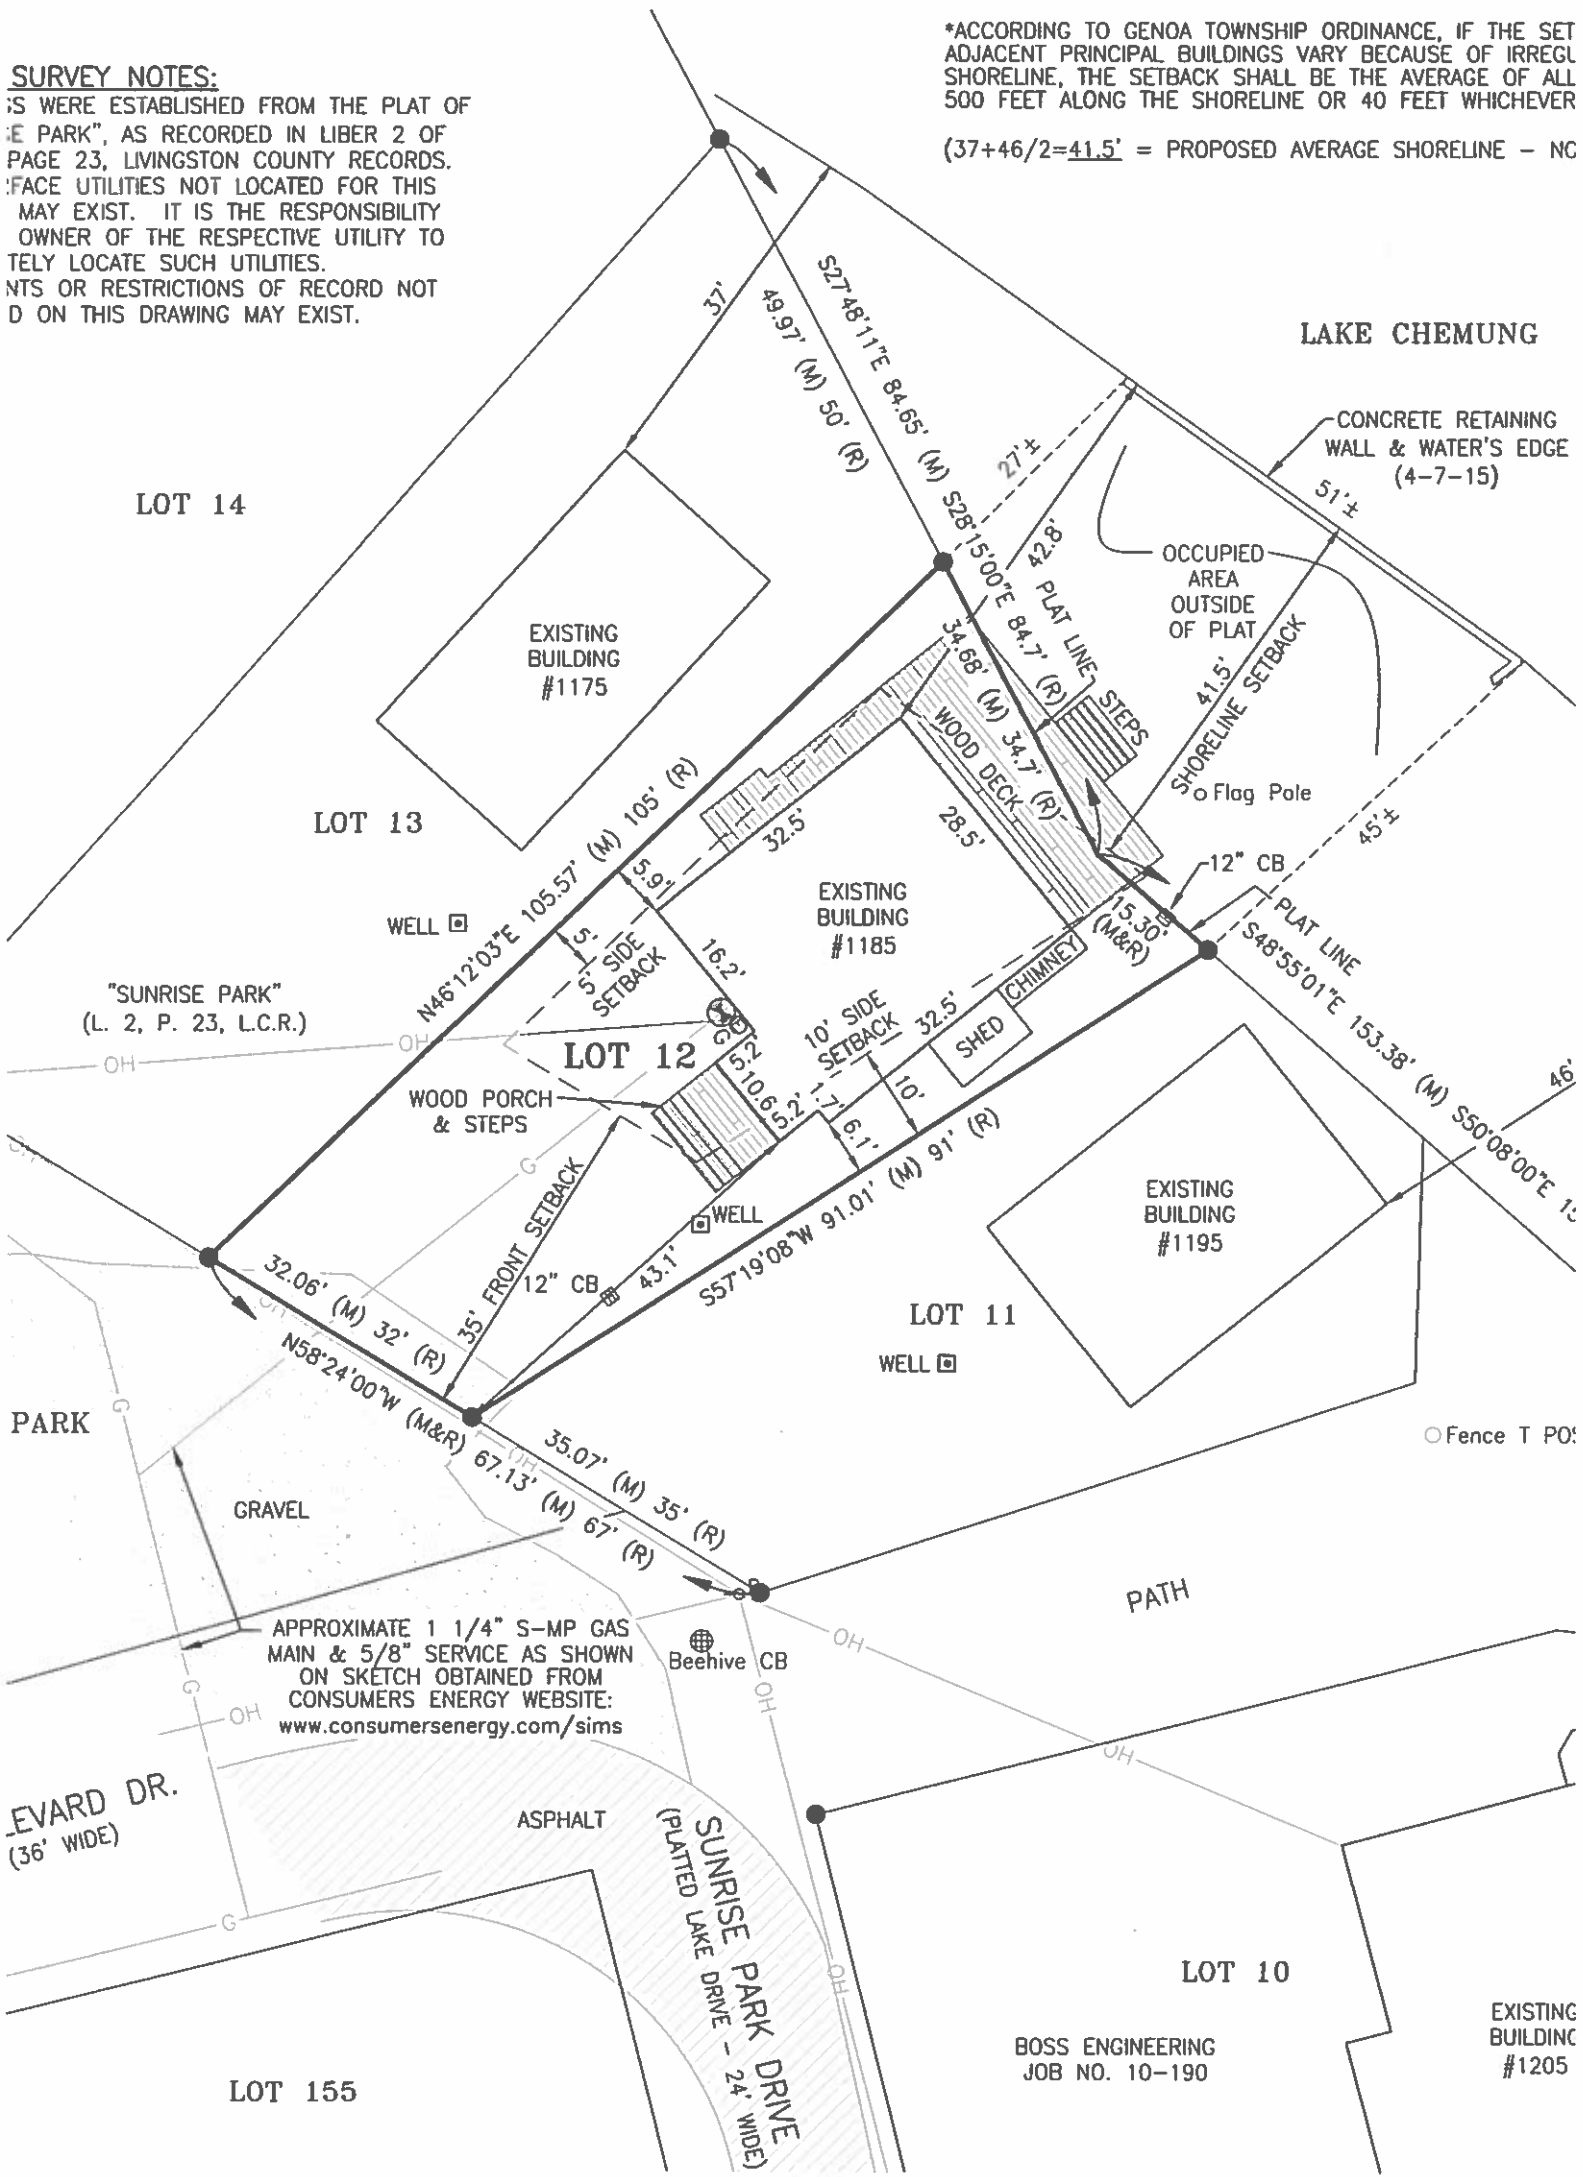 SURVEY NOTES:
WERE ESTABLISHED FROM THE PLAT OF
PARK", AS RECORDED IN LIBER 2 OF
PAGE 23, LIVINGSTON COUNTY RECORDS.
UTILITIES NOT LOCATED FOR THIS
MAY EXIST. IT IS THE RESPONSIBILITY
OWNER OF THE RESPECTIVE UTILITY TO
TELY LOCATE SUCH UTILITIES.
NTS OR RESTRICTIONS OF RECORD NOT
D ON THIS DRAWING MAY EXIST.
*ACCORDING TO GENOA TOWNSHIP ORDINANCE, IF THE SET
ADJACENT PRINCIPAL BUILDINGS VARY BECAUSE OF IRREGU
SHORELINE, THE SETBACK SHALL BE THE AVERAGE OF ALL
500 FEET ALONG THE SHORELINE OR 40 FEET WHICHEVER
(37+46/2=41.5' = PROPOSED AVERAGE SHORELINE – NO
37'
S27°48'11"E 84.65' (M) S28°15'00"E 84.7' (R)
49.97' (M) 50' (R)
LAKE CHEMUNG
CONCRETE RETAINING
WALL & WATER'S EDGE
(4-7-15)
27'±
42.8'
51'±
LOT 14
OCCUPIED
AREA
OUTSIDE
OF PLAT
EXISTING
BUILDING
#1175
34.68' (M) 34.7' (R)
PLAT LINE
STEPS
WOOD DECK
41.5'
SHORELINE SETBACK
Flag Pole
45'±
LOT 13
N46°12'03"E 105.57' (M) 105' (R)
32.5'
28.5'
5.9'
12" CB
EXISTING
BUILDING
#1185
WELL
5'
5' SIDE
SETBACK
16.2'
15.30'
(M&R)
PLAT LINE
S48°55'01"E 153.38' (M) S50°08'00"E 15
CHIMNEY
SHED
32.5'
10' SIDE
SETBACK
10'
"SUNRISE PARK"
(L. 2, P. 23, L.C.R.)
OH
OH
G
LOT 12
5.2'
10.6'
5.2'
1.7'
6.1'
46'
WOOD PORCH
& STEPS
G
S57°19'08"W 91.01' (M) 91' (R)
EXISTING
BUILDING
#1195
WELL
35' FRONT SETBACK
12" CB
43.1'
32.06' (M) 32' (R)
OH
N58°24'00"W (M&R) 67.13' (M) 67' (R)
LOT 11
WELL
PARK
G
OH
35.07' (M) 35' (R)
Fence T POS
GRAVEL
PATH
APPROXIMATE 1 1/4" S-MP GAS
MAIN & 5/8" SERVICE AS SHOWN
ON SKETCH OBTAINED FROM
CONSUMERS ENERGY WEBSITE:
www.consumersenergy.com/sims
P
Beehive CB
OH
G
OH
OH
OH
EVARD DR.
(36' WIDE)
ASPHALT
SUNRISE PARK DRIVE
(PLATTED LAKE DRIVE – 24' WIDE)
G
OH
LOT 10
BOSS ENGINEERING
JOB NO. 10-190
EXISTING
BUILDING
#1205
LOT 155